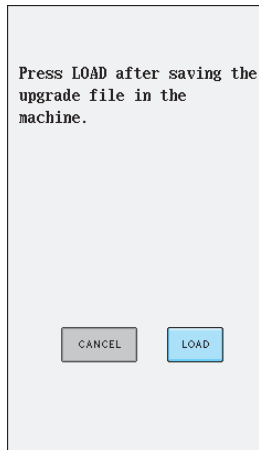 Press LOAD after saving the
upgrade file in the
machine.
CANCEL
LOAD